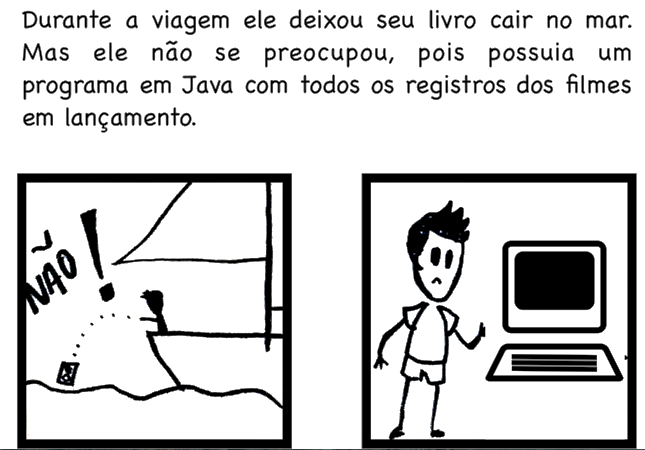 Durante a viagem ele deixou seu livro cair no mar.
Mas ele não se preocupou, pois possuia um
programa em Java com todos os registros dos filmes
em lançamento.
NÃO!